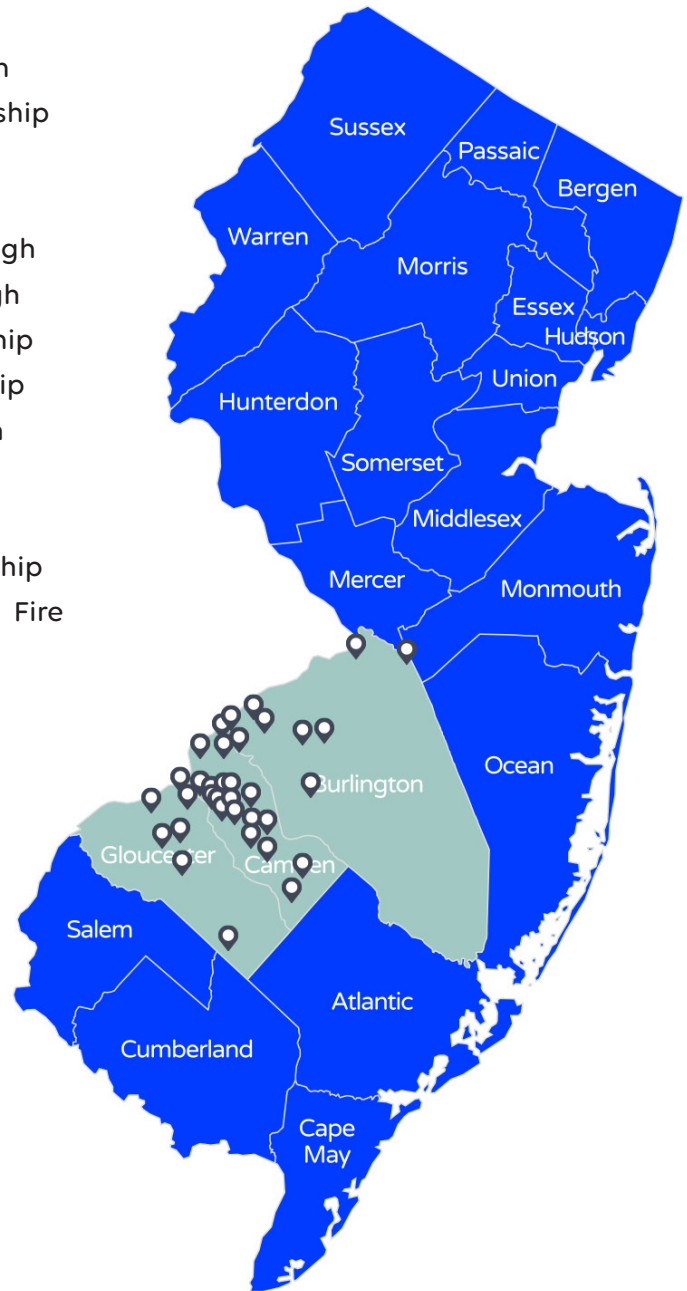 n
ship
gh
gh
hip
ip
n
hip
Fire
Sussex
Passaic
Bergen
Warren
Morris
Essex
Hudson
Union
Hunterdon
Somerset
Middlesex
Mercer
Monmouth
Ocean
Burlington
Gloucester
Camden
Salem
Atlantic
Cumberland
Cape
May